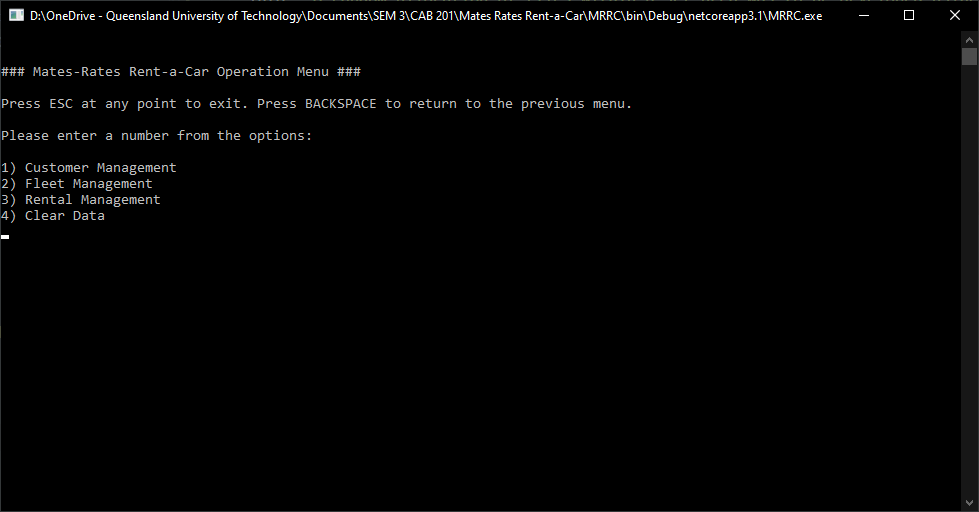 D:\OneDrive - Queensland University of Technology\Documents\SEM 3\CAB 201\Mates Rates Rent-a-Car\MRRC\bin\Debug\netcoreapp3.1\MRRC.exe
### Mates-Rates Rent-a-Car Operation Menu ###
Press ESC at any point to exit. Press BACKSPACE to return to the previous menu.
Please enter a number from the options:
1) Customer Management
2) Fleet Management
3) Rental Management
4) Clear Data